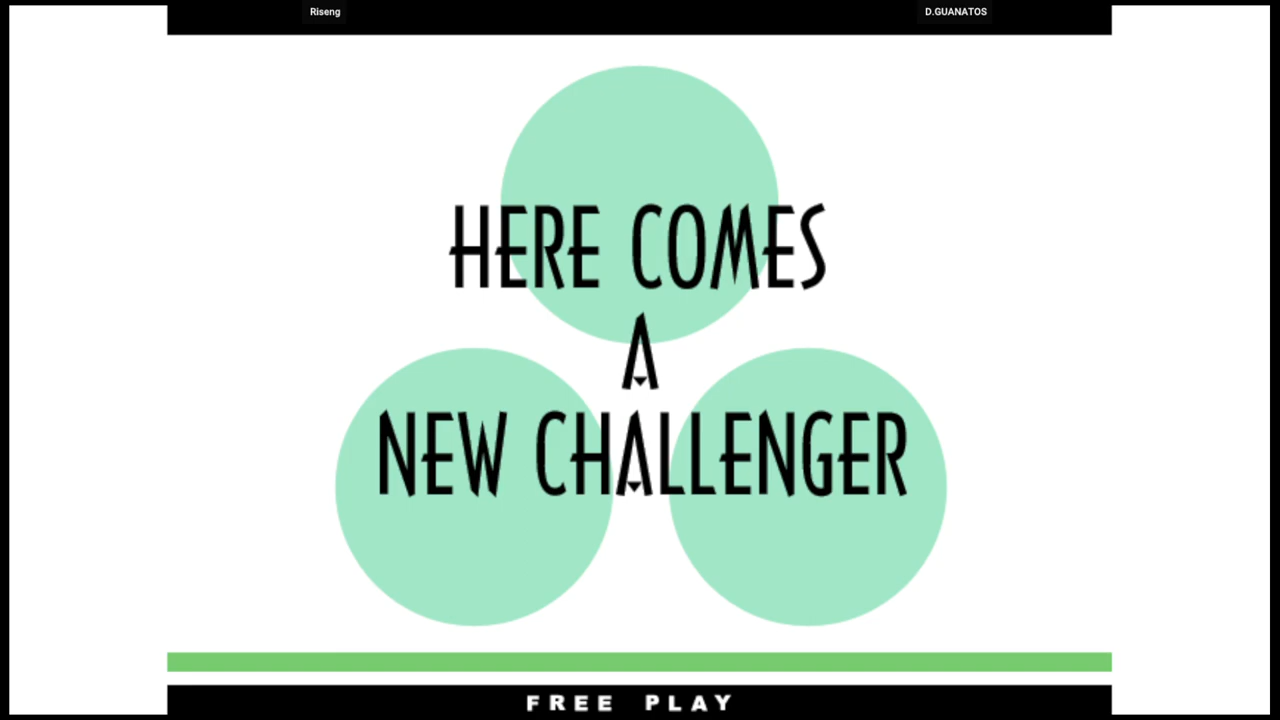 Riseng
D.GUANATOS
HERE COMES
A
NEW CHALLENGER
FREE PLAY